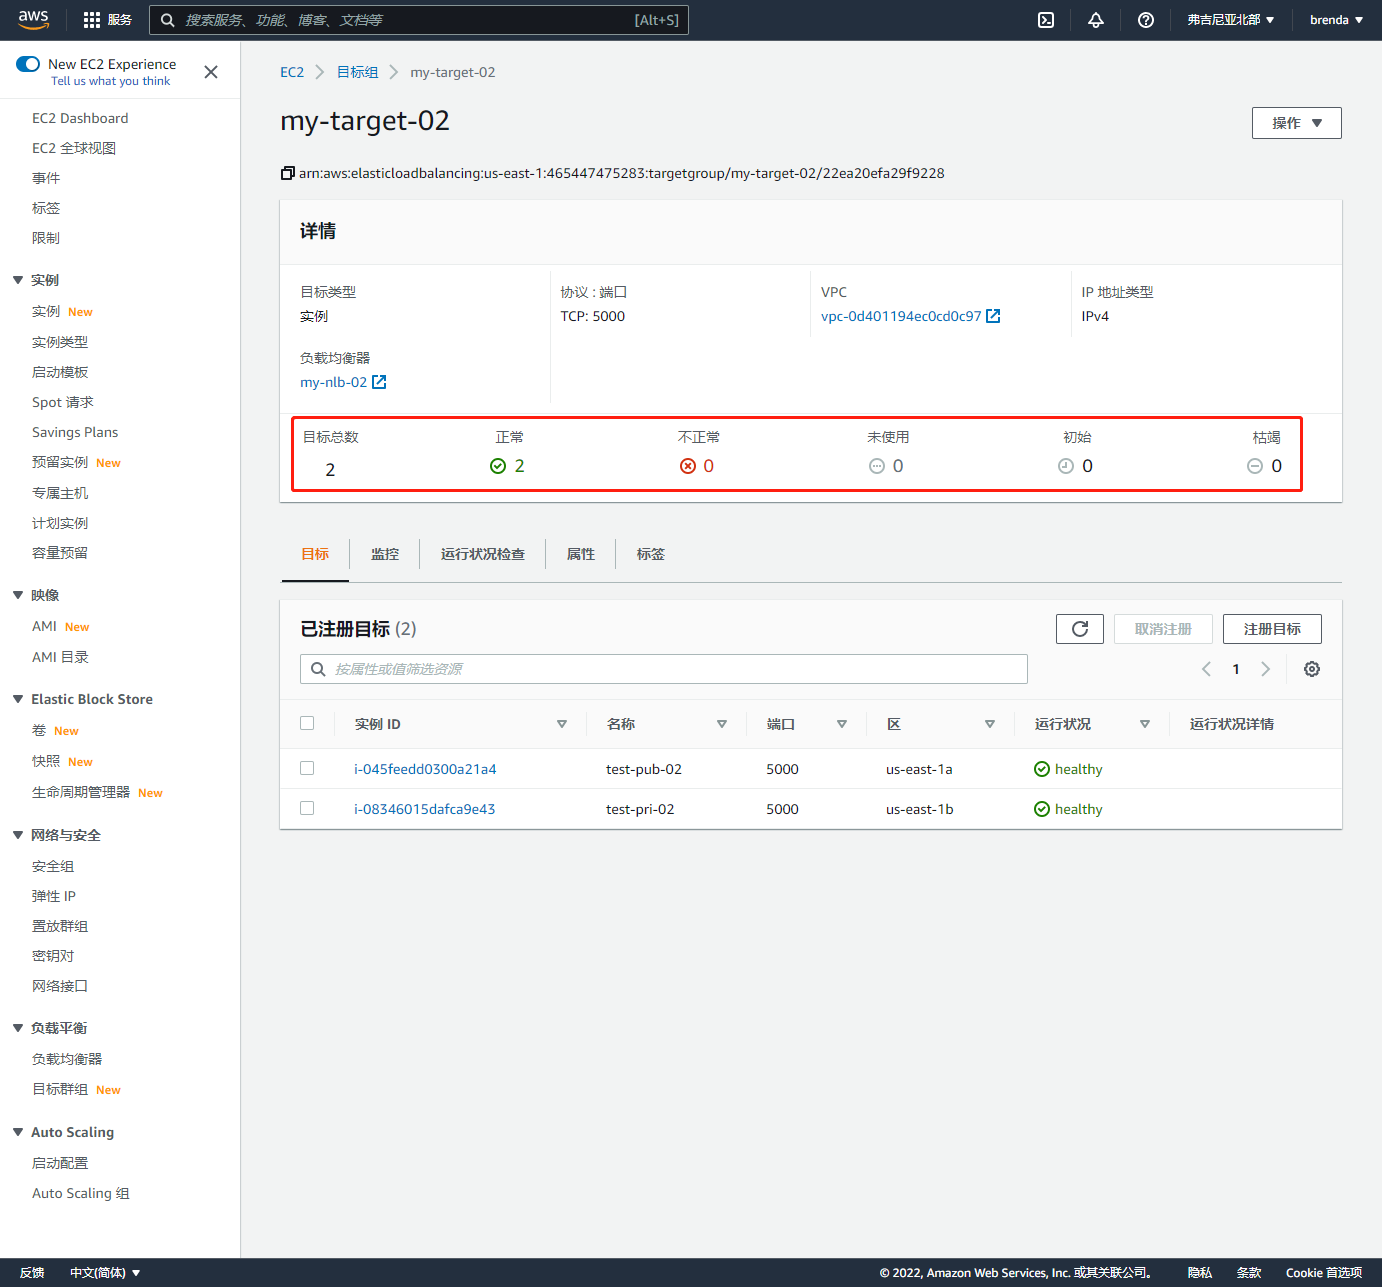 aws 服务 搜索服务、功能、博客、文档等 [Alt+S] 弗吉尼亚北部 brenda
New EC2 Experience
Tell us what you think
EC2 Dashboard
EC2 全球视图
事件
标签
限制
实例
实例 New
实例类型
启动模板
Spot 请求
Savings Plans
预留实例 New
专属主机
计划实例
容量预留
映像
AMI New
AMI 目录
Elastic Block Store
卷 New
快照 New
生命周期管理器 New
网络与安全
安全组
弹性 IP
置放群组
密钥对
网络接口
负载平衡
负载均衡器
目标群组 New
Auto Scaling
启动配置
Auto Scaling 组
EC2 目标组 my-target-02
my-target-02
操作
arn:aws:elasticloadbalancing:us-east-1:465447475283:targetgroup/my-target-02/22ea20efa29f9228
详情
目标类型 协议 : 端口 VPC IP 地址类型
实例 TCP: 5000 vpc-0d401194ec0cd0c97 IPv4
负载均衡器
my-nlb-02
目标总数 正常 不正常 未使用 初始 枯竭
2 2 0 0 0 0
目标 监控 运行状况检查 属性 标签
已注册目标 (2) 取消注册 注册目标
按属性或值筛选资源 1
实例 ID 名称 端口 区 运行状况 运行状况详情
i-045feedd0300a21a4 test-pub-02 5000 us-east-1a healthy
i-08346015dafca9e43 test-pri-02 5000 us-east-1b healthy
反馈 中文(简体) © 2022, Amazon Web Services, Inc. 或其关联公司。 隐私 条款 Cookie 首选项